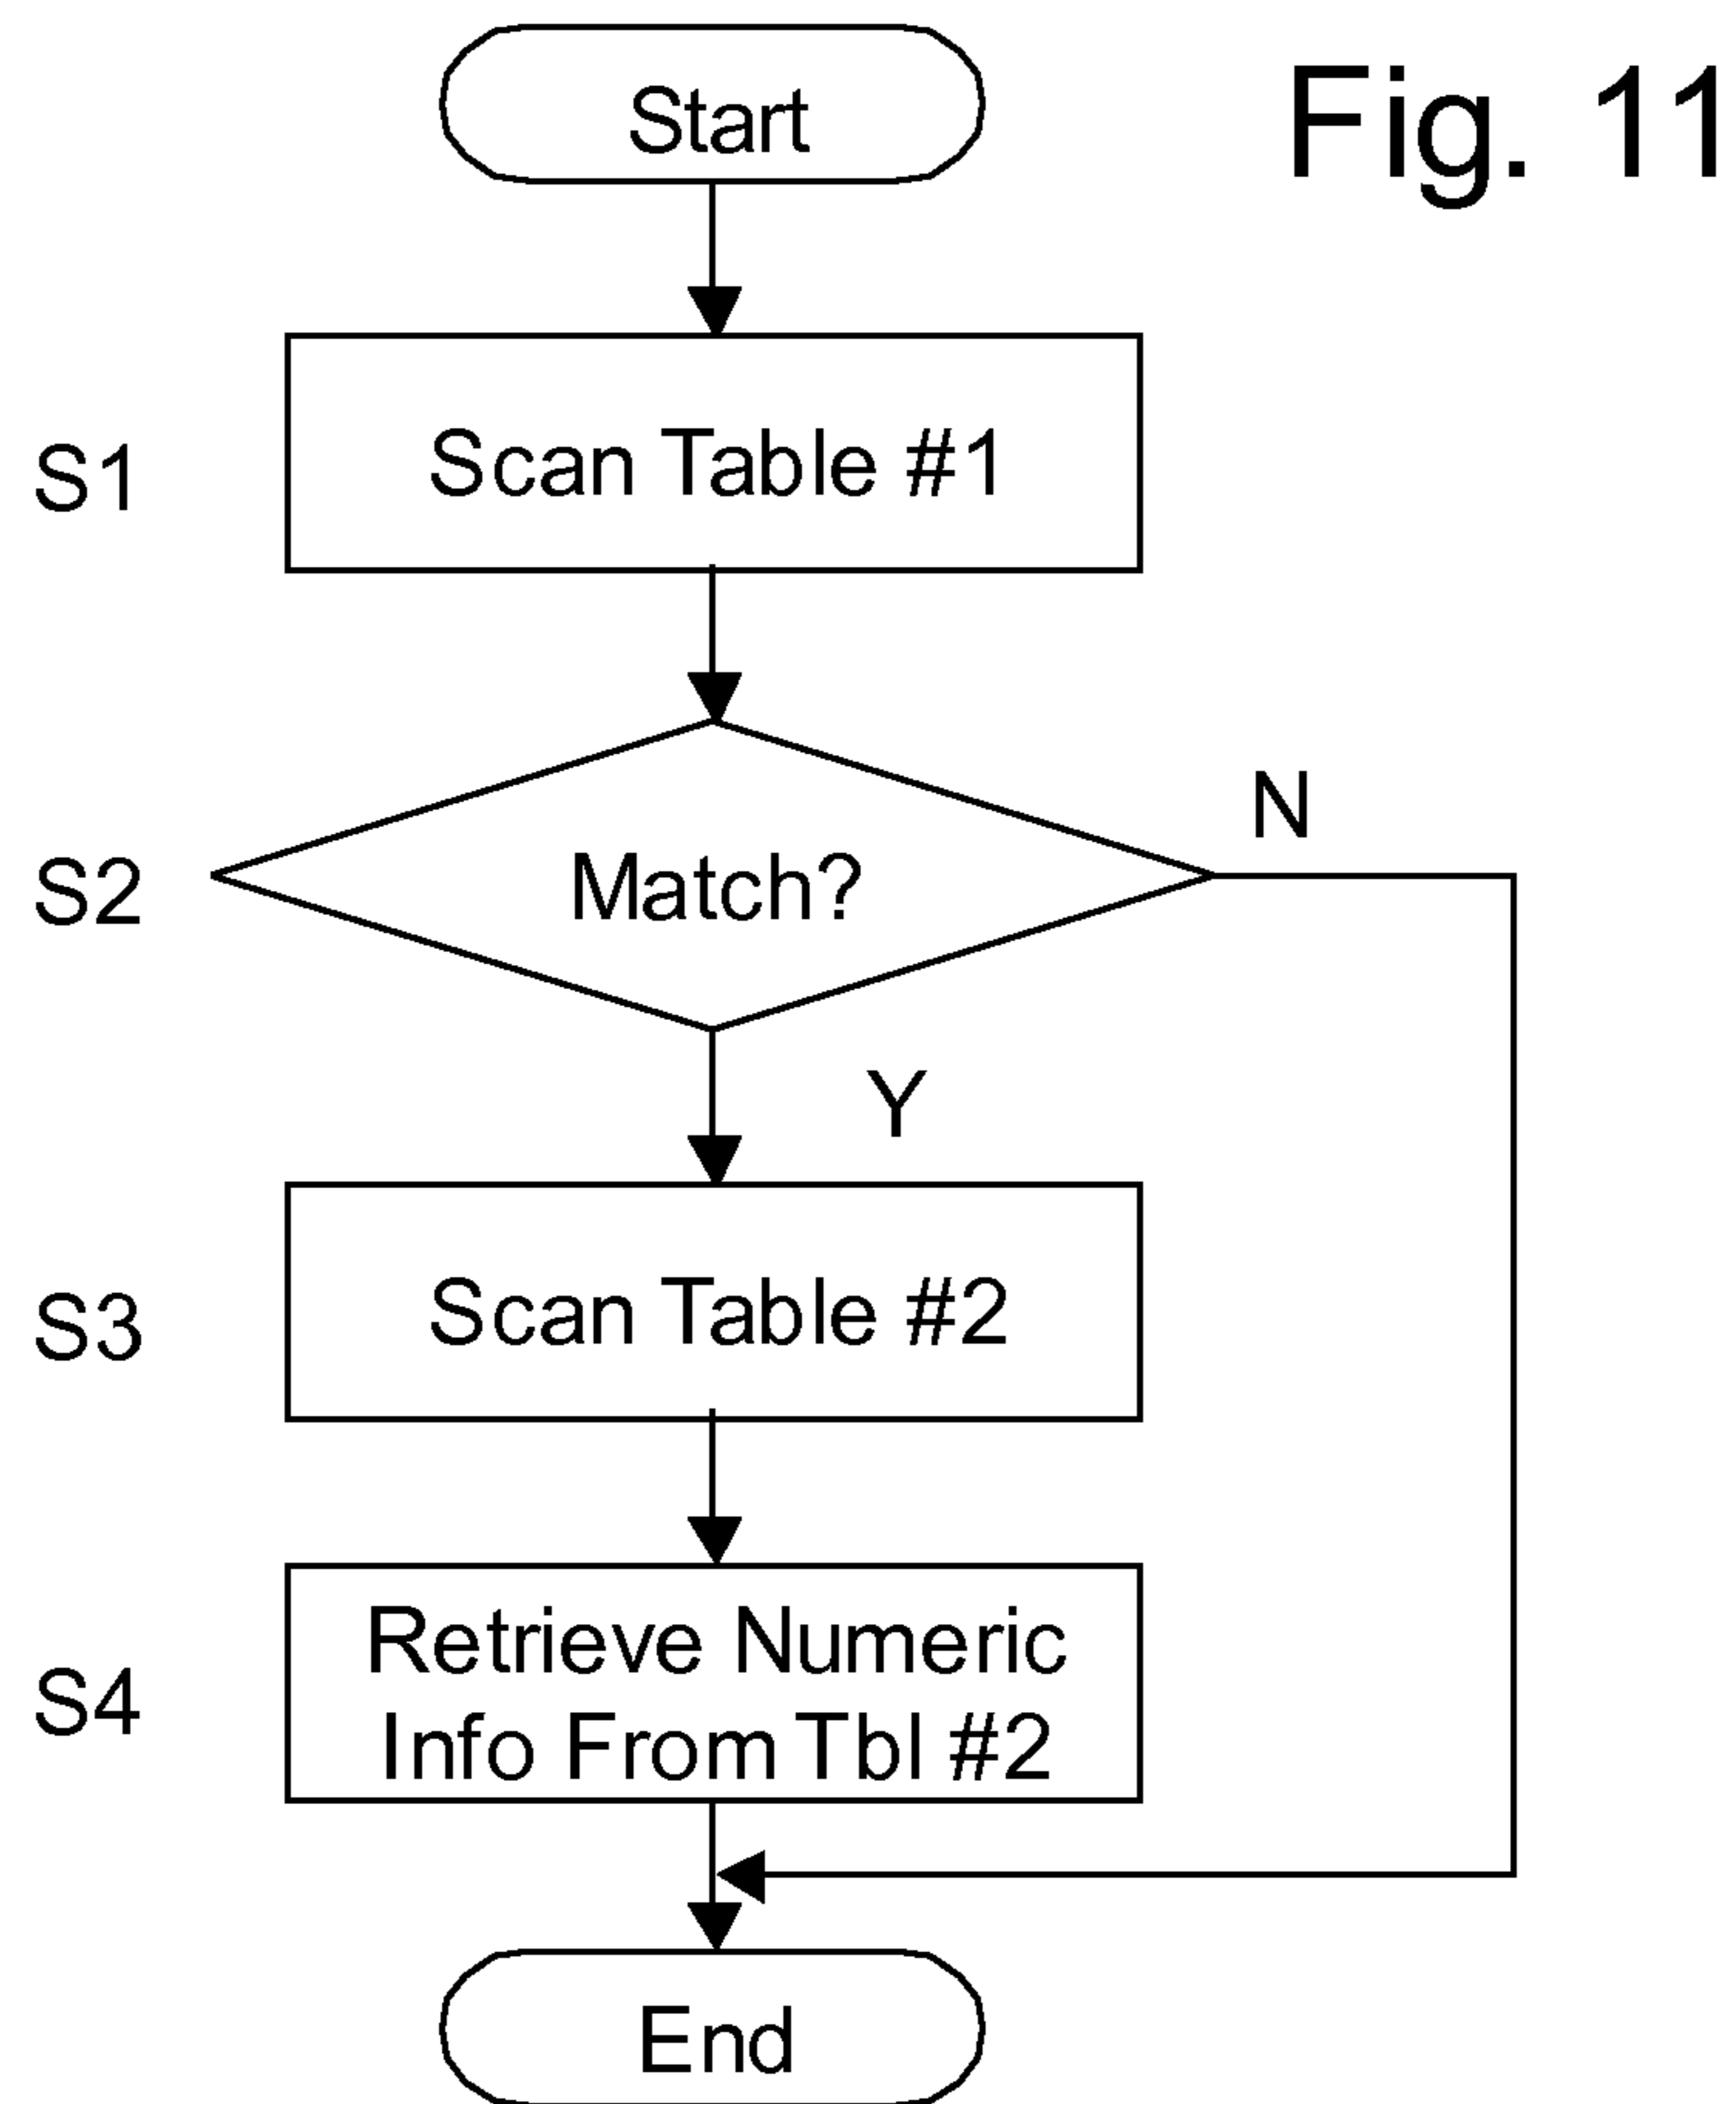 Fig. 11
Start
S1
Scan Table #1
S2
Match?
N
Y
S3
Scan Table #2
S4
Retrieve Numeric
Info From Tbl #2
End